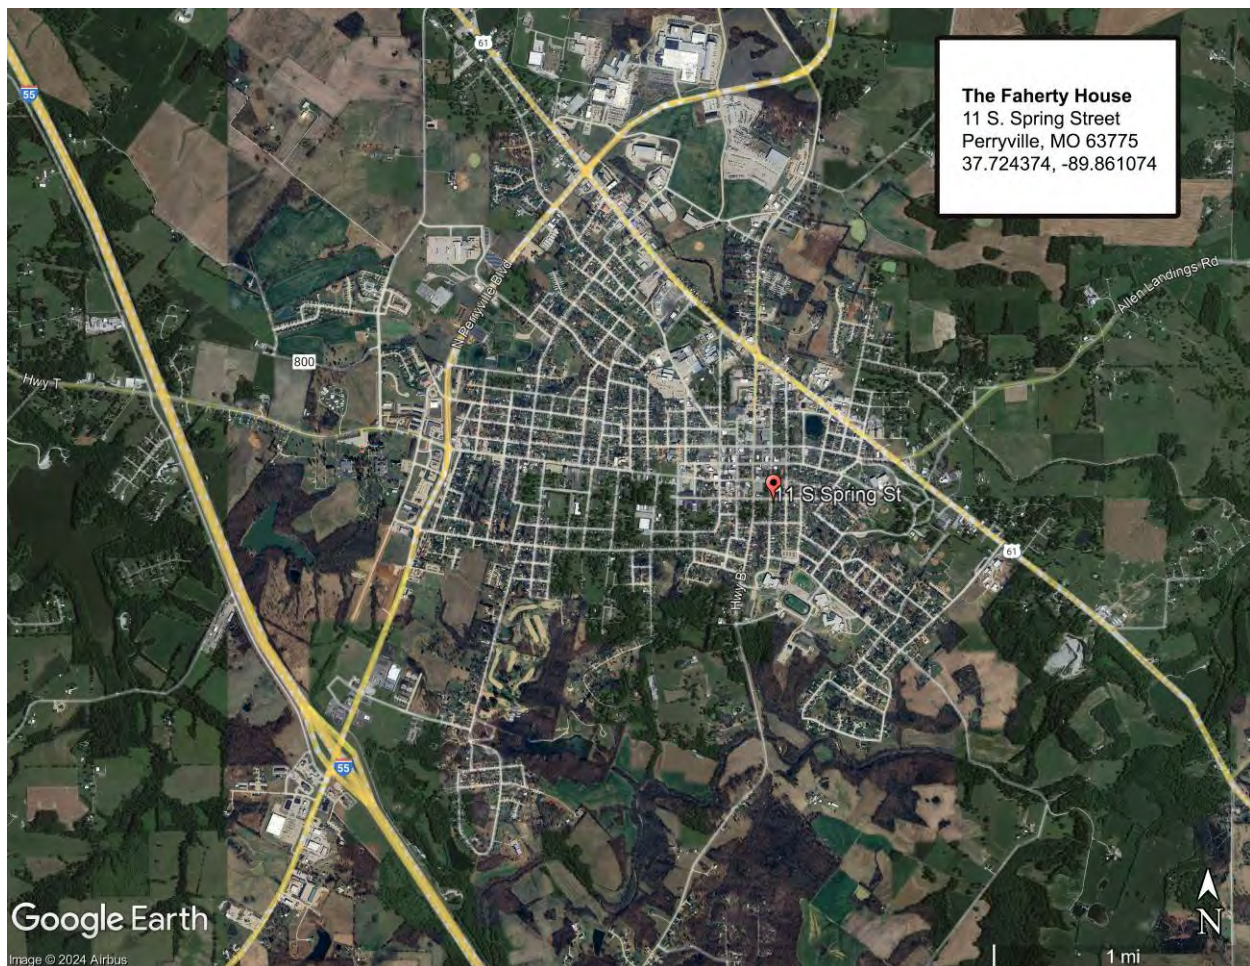 61
55
The Faherty House
11 S. Spring Street
Perryville, MO 63775
37.724374, -89.861074
Allen Landings Rd
N Perryville Blvd
800
Hwy T
11 S Spring St
61
Hwy B
55
Google Earth
N
Image © 2024 Airbus
1 mi